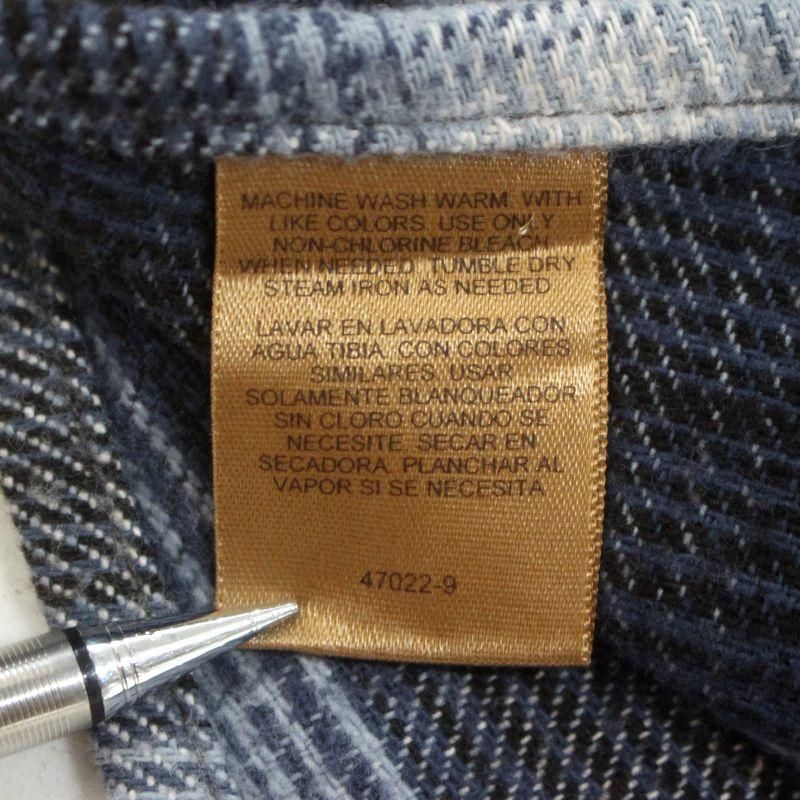 MACHINE WASH WARM. WITH
LIKE COLORS. USE ONLY
NON-CHLORINE BLEACH
WHEN NEEDED. TUMBLE DRY
STEAM IRON AS NEEDED
LAVAR EN LAVADORA CON
AGUA TIBIA. CON COLORES
SIMILARES. USAR
SOLAMENTE BLANQUEADOR
SIN CLORO CUANDO SE
NECESITE. SECAR EN
SECADORA. PLANCHAR AL
VAPOR SI SE NECESITA
47022-9